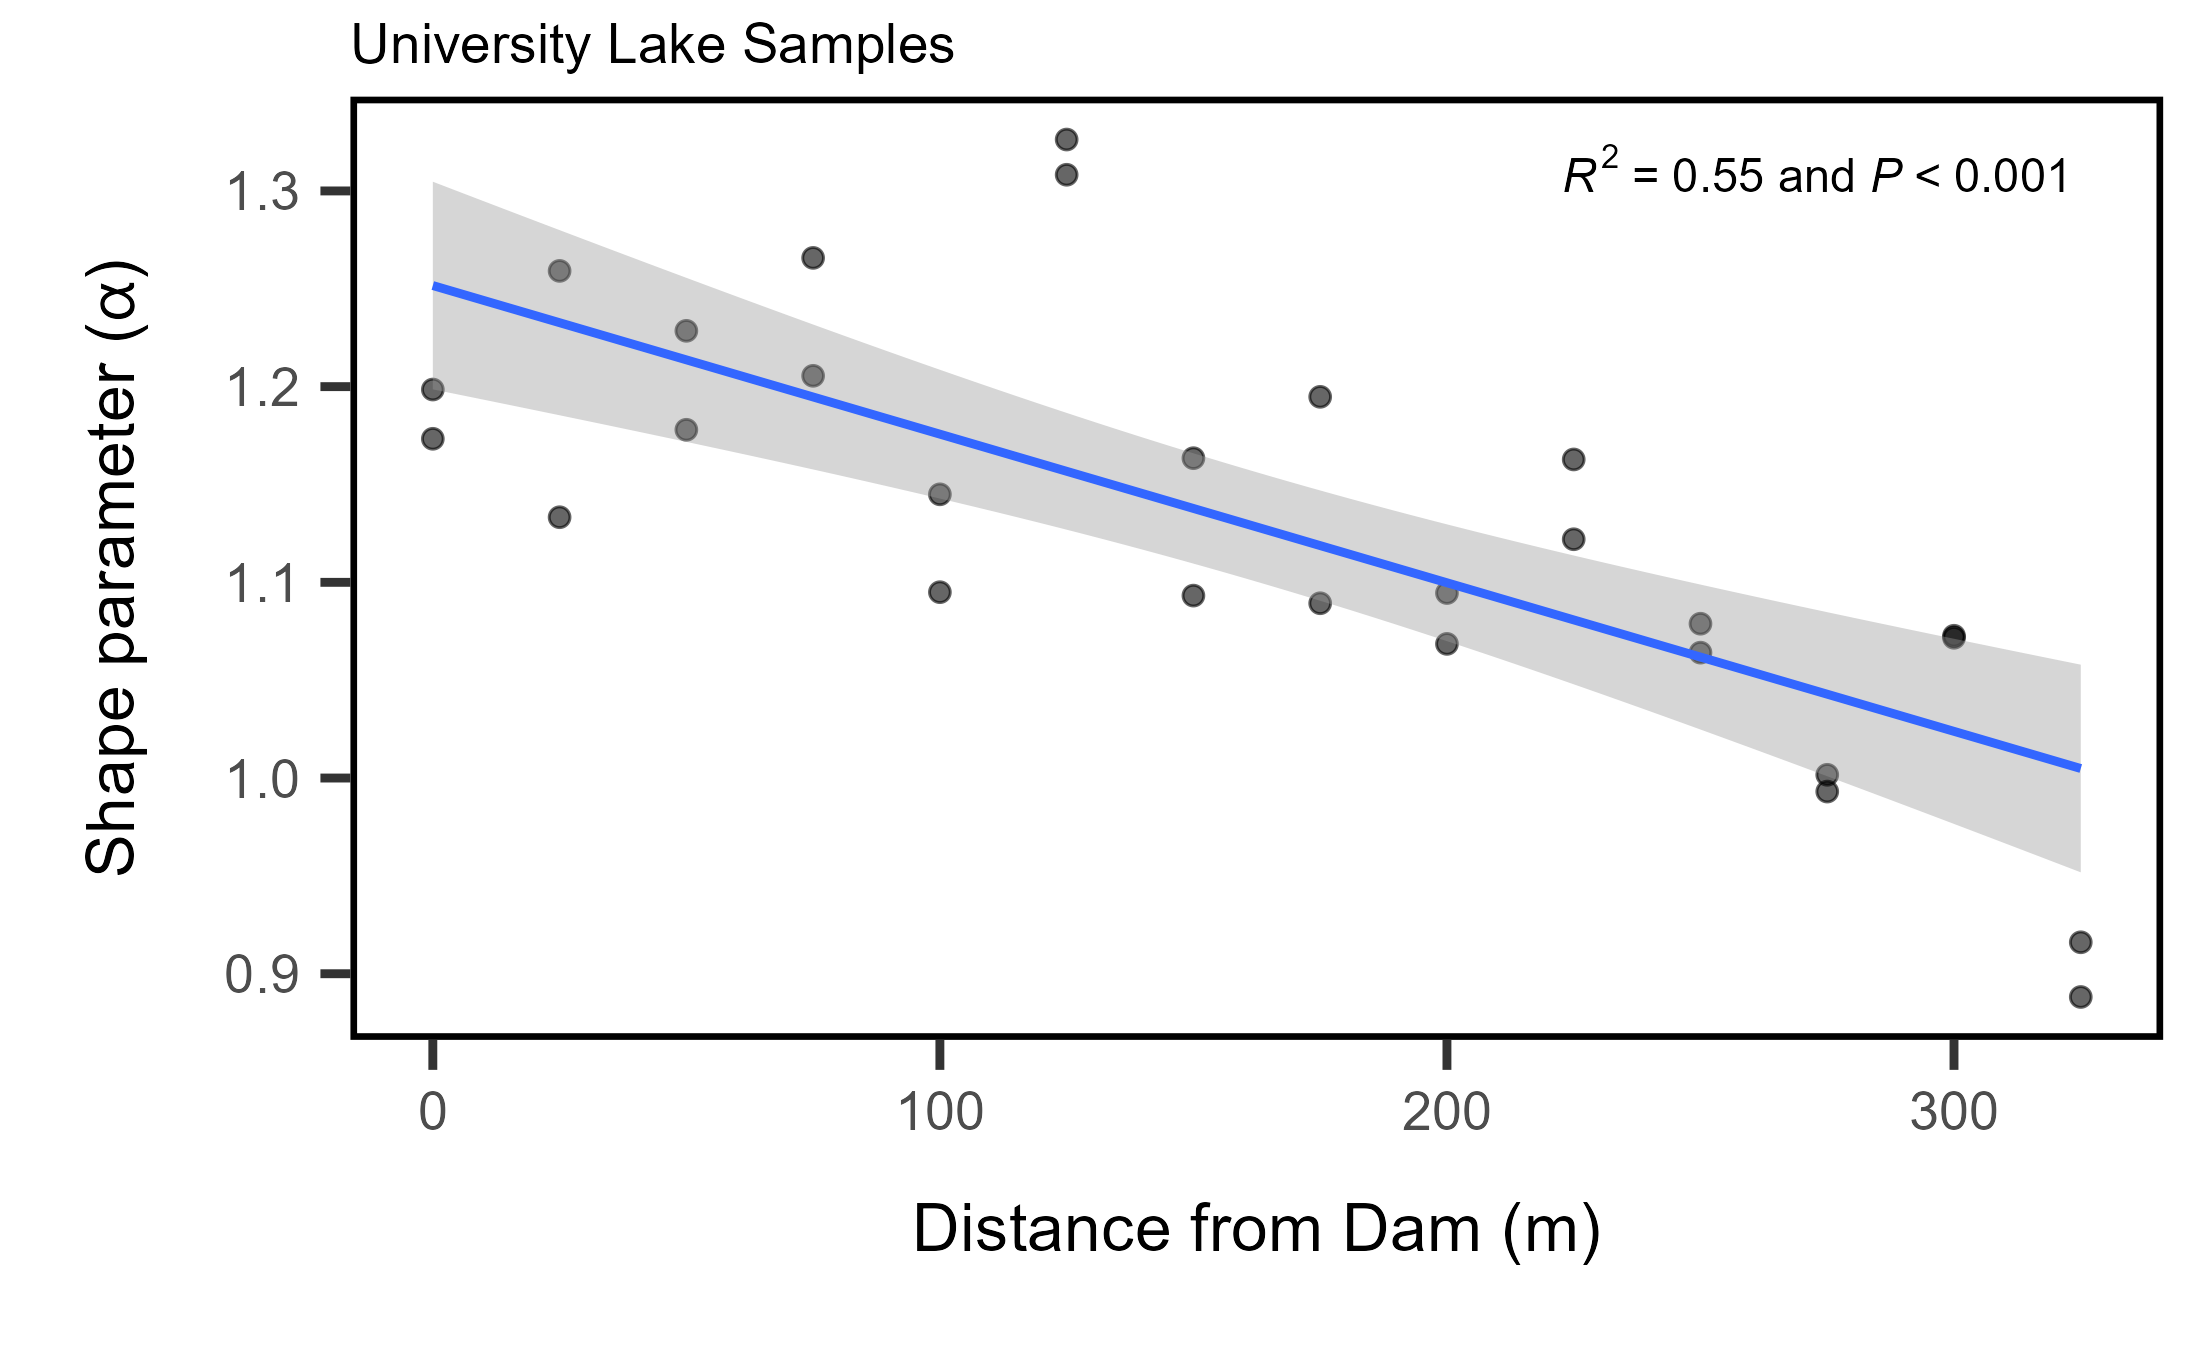 University Lake Samples
R² = 0.55 and P < 0.001
Shape parameter (α)
1.3
1.2
1.1
1.0
0.9
0 100 200 300
Distance from Dam (m)